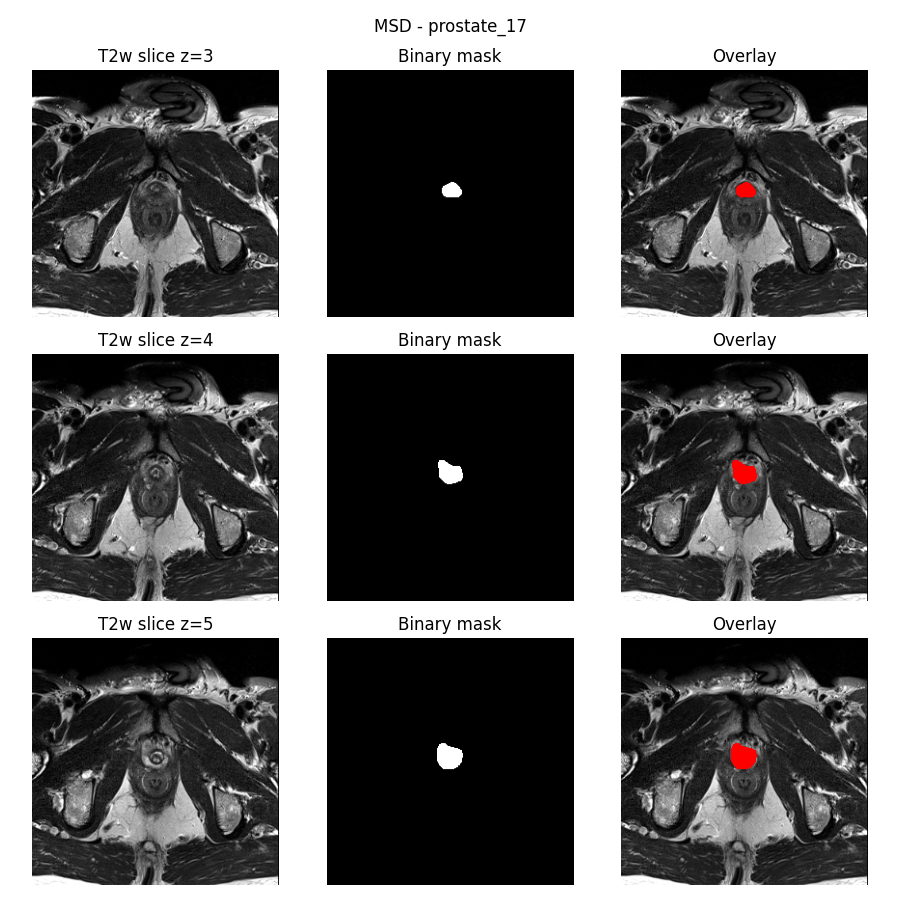 MSD - prostate_17
T2w slice z=3
Binary mask
Overlay
T2w slice z=4
Binary mask
Overlay
T2w slice z=5
Binary mask
Overlay